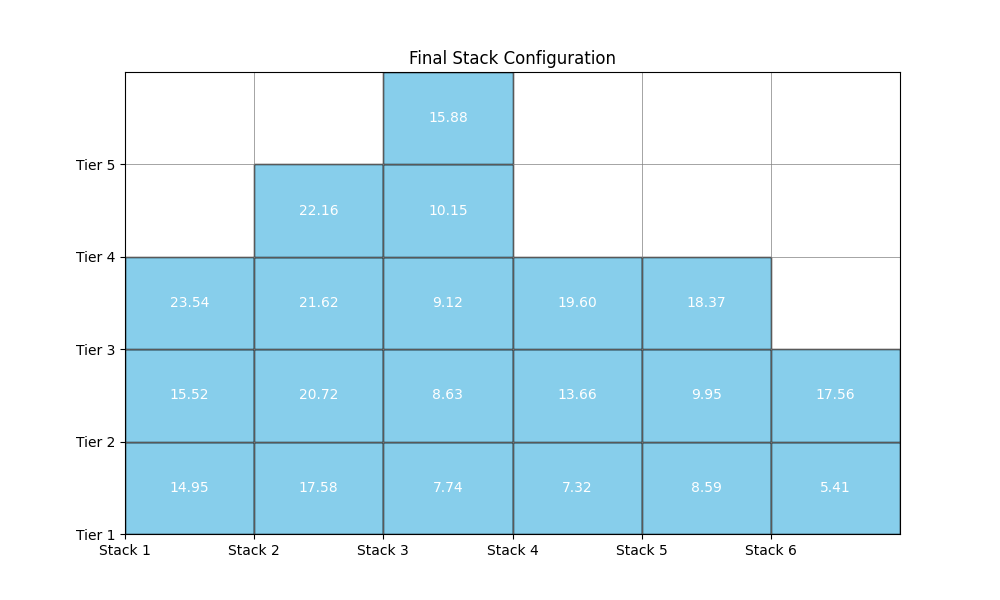 Final Stack Configuration
15.88
Tier 5
22.16 10.15
Tier 4
23.54 21.62 9.12 19.60 18.37
Tier 3
15.52 20.72 8.63 13.66 9.95 17.56
Tier 2
14.95 17.58 7.74 7.32 8.59 5.41
Tier 1
Stack 1 Stack 2 Stack 3 Stack 4 Stack 5 Stack 6